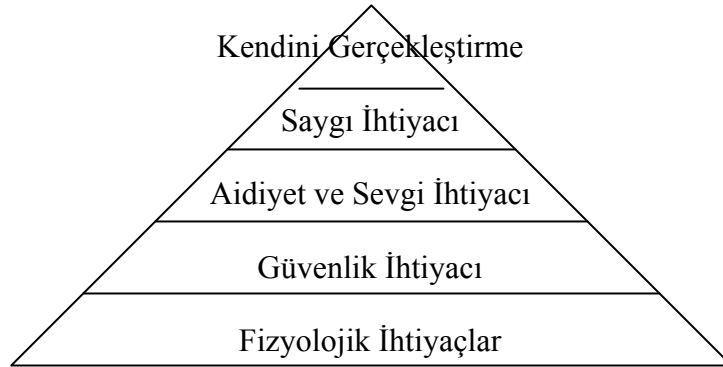 Kendini Gerçekleştirme
Saygı İhtiyacı
Aidiyet ve Sevgi İhtiyacı
Güvenlik İhtiyacı
Fizyolojik İhtiyaçlar